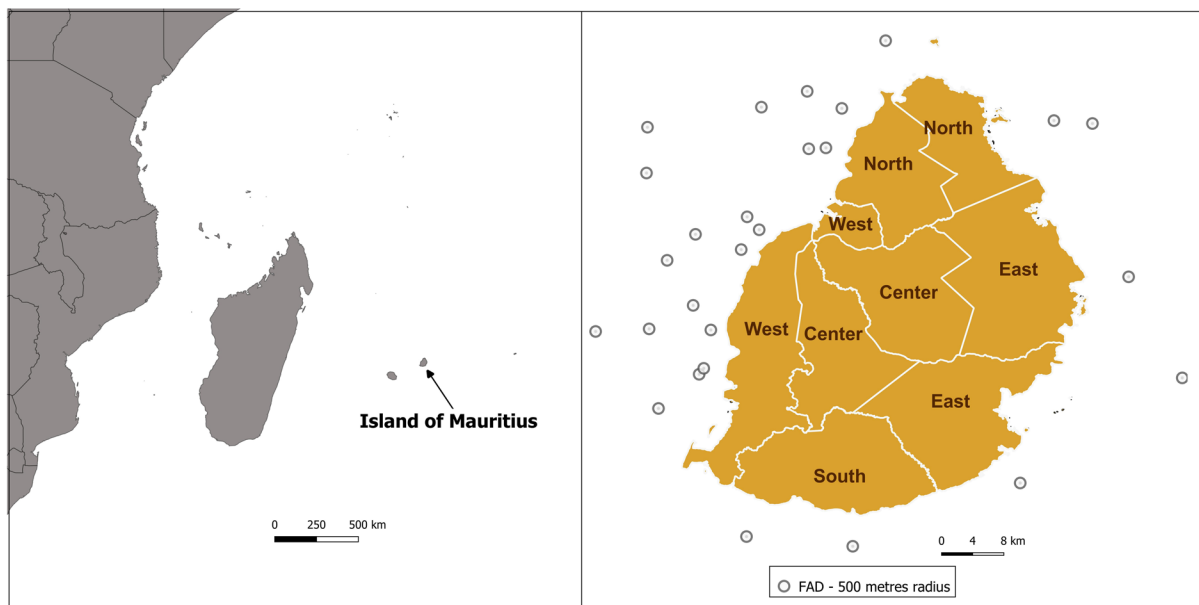 Island of Mauritius
0 250 500 km
North
North
West
East
Center
West
Center
East
South
0 4 8 km
FAD - 500 metres radius